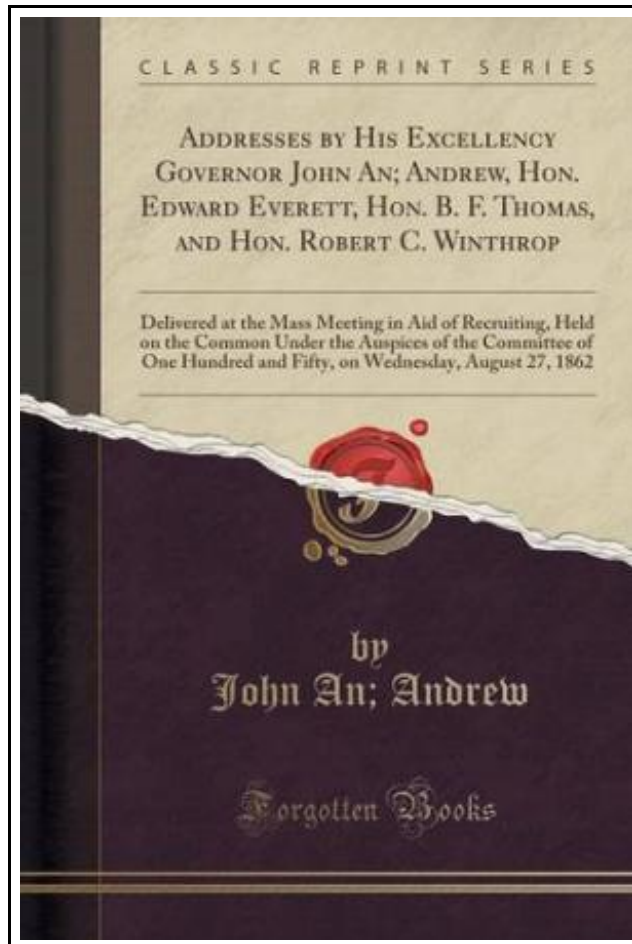 CLASSIC REPRINT SERIES
ADDRESSES BY HIS EXCELLENCY
GOVERNOR JOHN AN; ANDREW, HON.
EDWARD EVERETT, HON. B. F. THOMAS,
AND HON. ROBERT C. WINTHROP
Delivered at the Mass Meeting in Aid of Recruiting, Held
on the Common Under the Auspices of the Committee of
One Hundred and Fifty, on Wednesday, August 27, 1862
by
John An; Andrew
Forgotten Books